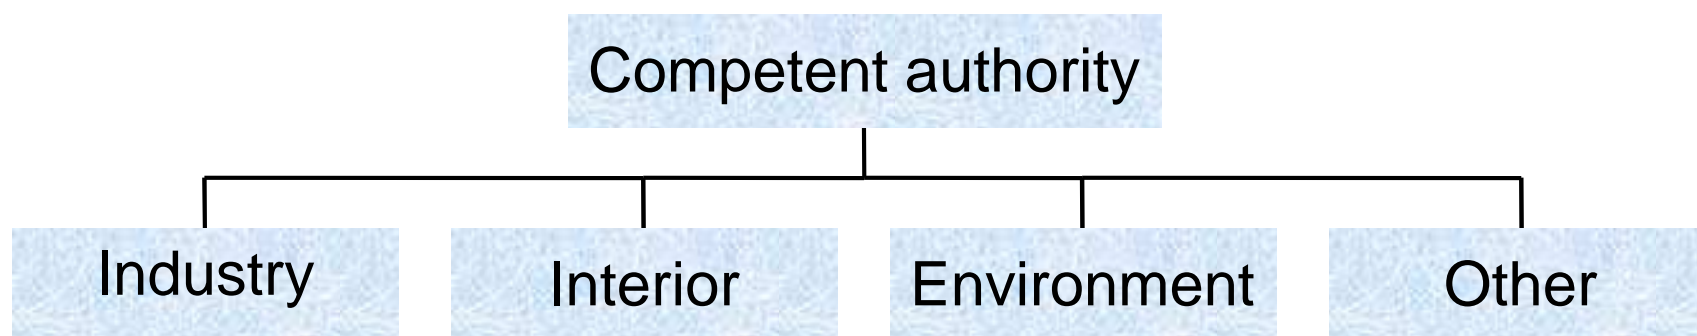 Competent authority
Industry
Interior
Environment
Other